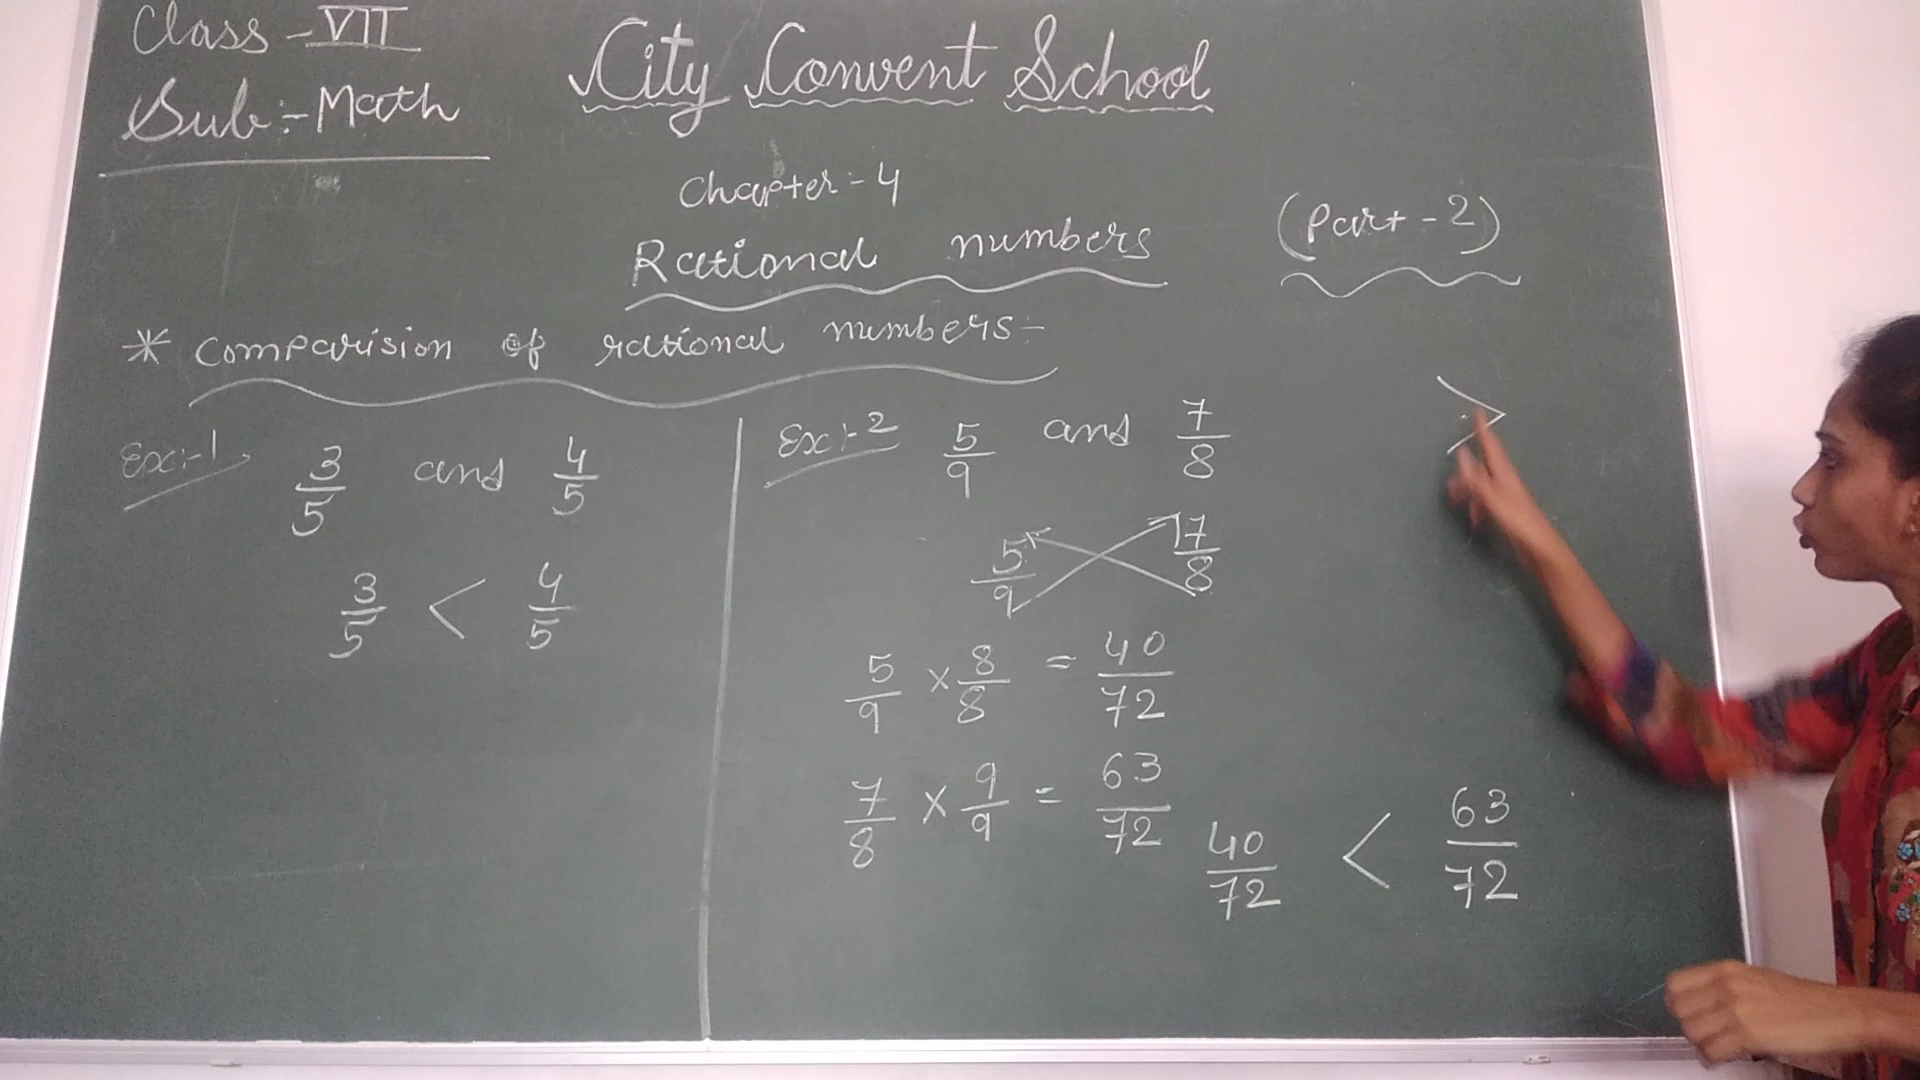 Class - VII
Sub:- Math
City Convent School
Chapter - 4
Rational numbers
(Part - 2)
* comparision of rational numbers:-
Ex:-1 3/5 and 4/5
3/5 < 4/5
Ex:-2 5/9 and 7/8
5/9 7/8
5/9 × 8/8 = 40/72
7/8 × 9/9 = 63/72
40/72 < 63/72
>